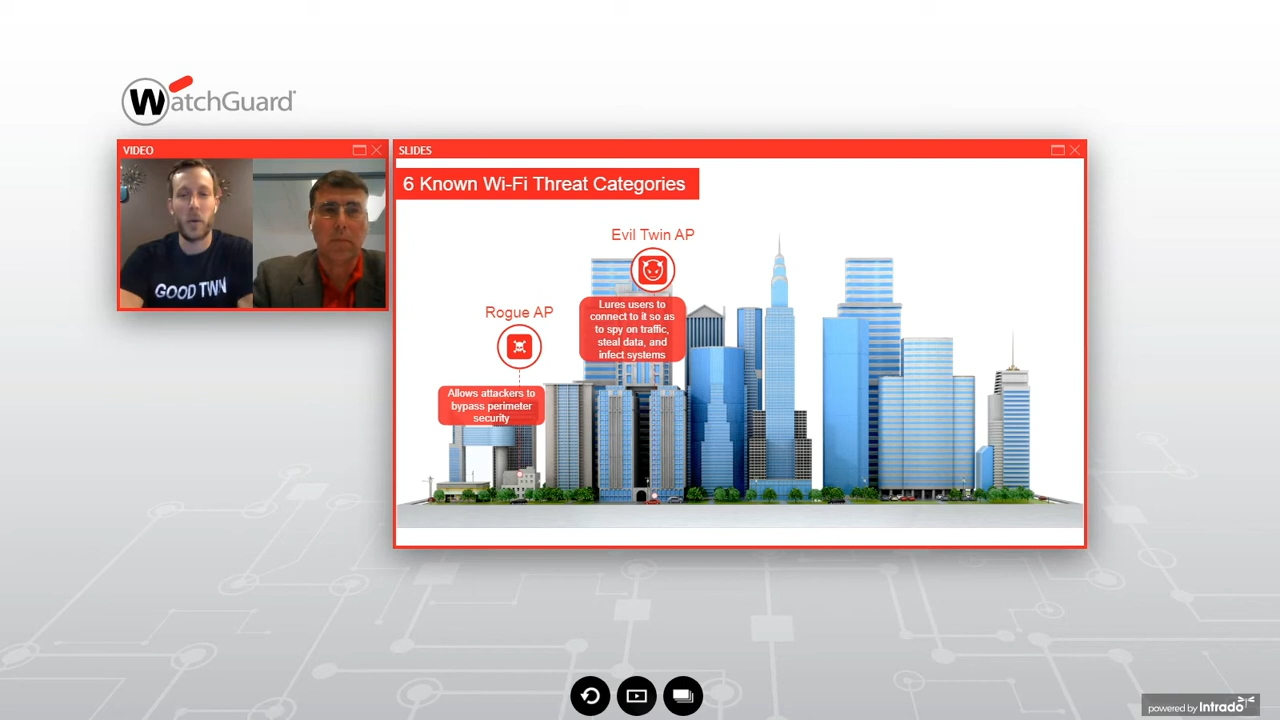 WatchGuard
VIDEO
SLIDES
GOOD TWIN
6 Known Wi-Fi Threat Categories
Evil Twin AP
Lures users to
connect to it so as
to spy on traffic,
steal data, and
infect systems
Rogue AP
Allows attackers to
bypass perimeter
security
powered by Intrado